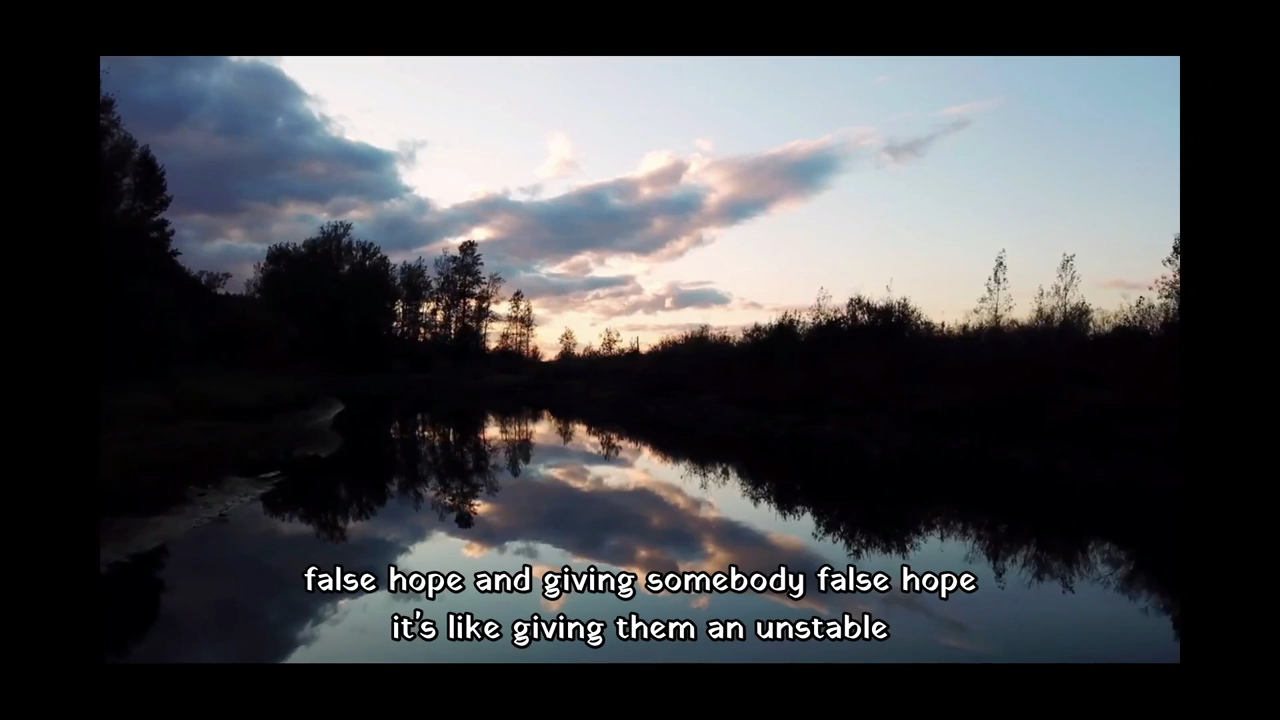 false hope and giving somebody false hope
it's like giving them an unstable